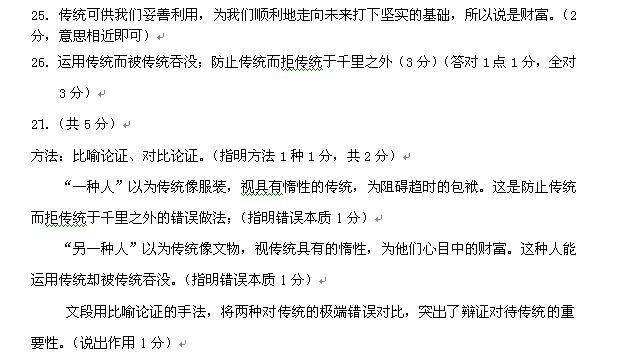 25. 传统可供我们妥善利用，为我们顺利地走向未来打下坚实的基础，所以说是财富。（2
分，意思相近即可）
26. 运用传统而被传统吞没；防止传统而拒传统于千里之外（3 分）（答对 1 点 1 分，全对
3 分）
27.（共 5 分）
方法：比喻论证、对比论证。（指明方法 1 种 1 分，共 2 分）
“一种人”以为传统像服装，视具有惰性的传统，为阻碍趋时的包袱。这是防止传统
而拒传统于千里之外的错误做法；（指明错误本质 1 分）
“另一种人”以为传统像文物，视传统具有的惰性，为他们心目中的财富。这种人能
运用传统却被传统吞没。（指明错误本质 1 分）
文段用比喻论证的手法，将两种对传统的极端错误对比，突出了辩证对待传统的重
要性。（说出作用 1 分）